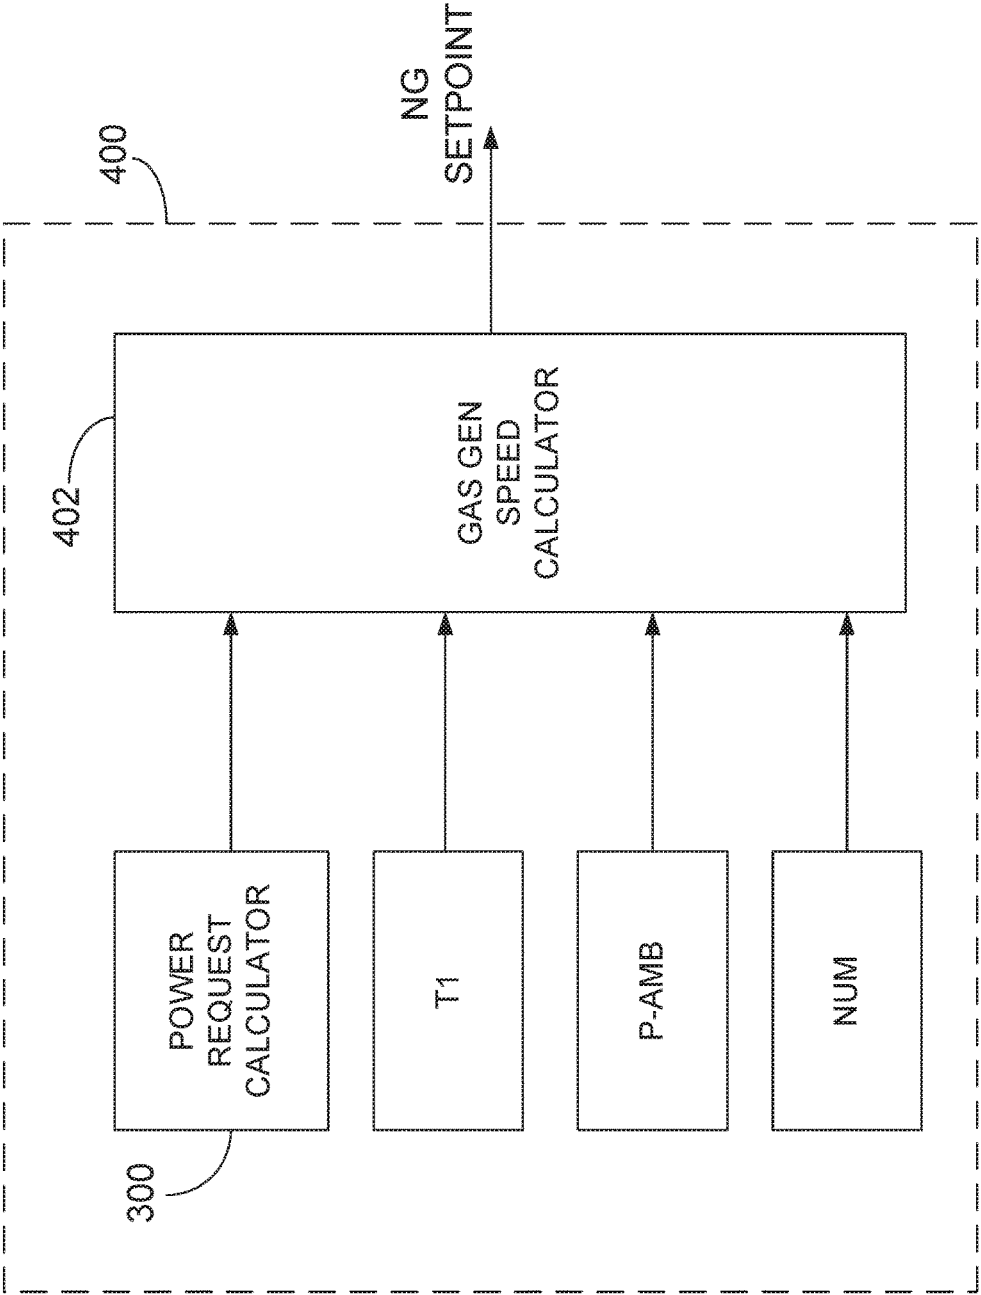 400
NG
SETPOINT
402
GAS GEN
SPEED
CALCULATOR
POWER
REQUEST
CALCULATOR
300
T1
P-AMB
NUM